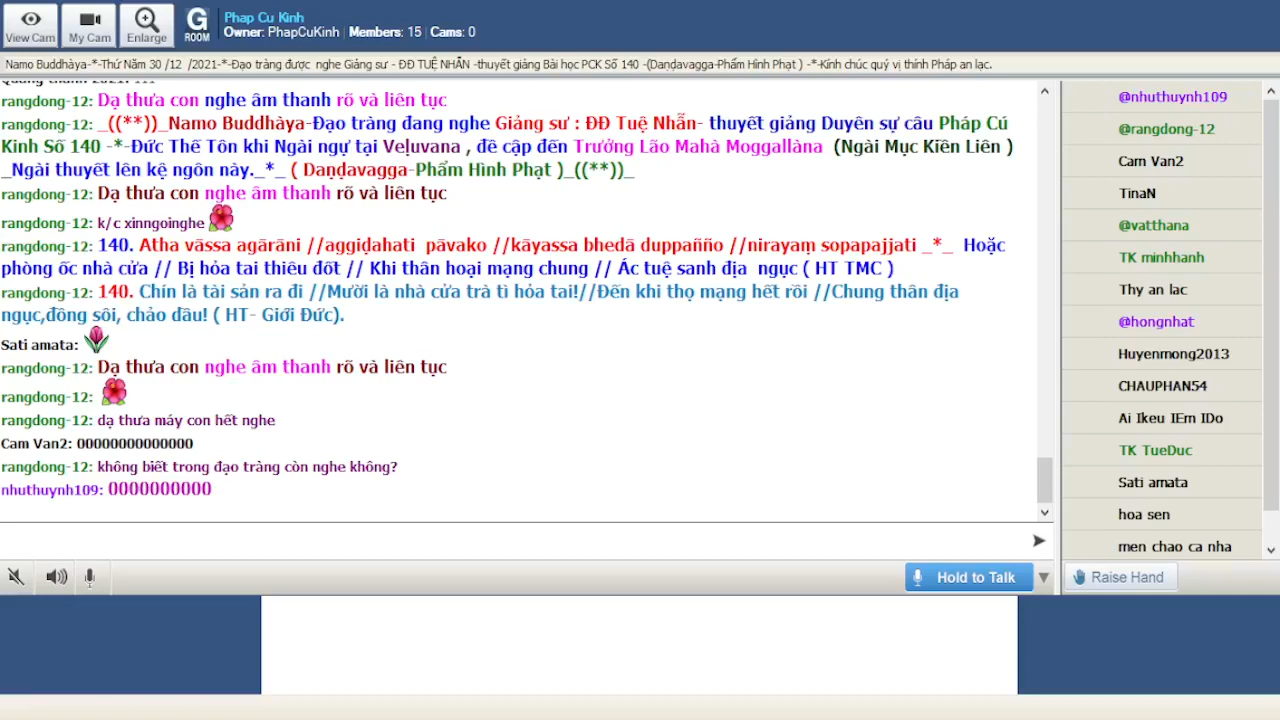 View Cam
My Cam
Enlarge
G
ROOM
Phap Cu Kinh
Owner: PhapCuKinh | Members: 15 | Cams: 0
Namo Buddhàya-*-Thứ Năm 30 /12 /2021-*-Đạo tràng được nghe Giảng sư - ĐĐ TUỆ NHẪN -thuyết giảng Bài học PCK Số 140 -(Daṇḍavagga-Phẩm Hình Phạt ) -*-Kính chúc quý vị thính Pháp an lạc.
rangdong-12: Dạ thưa con nghe âm thanh rõ và liên tục
rangdong-12: _((**))_Namo Buddhàya-Đạo tràng đang nghe Giảng sư : ĐĐ Tuệ Nhẫn- thuyết giảng Duyên sự câu Pháp Cú
Kinh Số 140 -*-Đức Thế Tôn khi Ngài ngự tại Veḷuvana , đề cập đến Trưởng Lão Mahà Moggallàna (Ngài Mục Kiền Liên )
_Ngài thuyết lên kệ ngôn này._*_ ( Daṇḍavagga-Phẩm Hình Phạt )_((**))_
rangdong-12: Dạ thưa con nghe âm thanh rõ và liên tục
rangdong-12: k/c xinngoinghe
rangdong-12: 140. Atha vāssa agārāni //aggiḍahati pāvako //kāyassa bhedā duppañño //nirayaṃ sopapajjati _*_ Hoặc
phòng ốc nhà cửa // Bị hỏa tai thiêu đốt // Khi thân hoại mạng chung // Ác tuệ sanh địa ngục ( HT TMC )
rangdong-12: 140. Chín là tài sản ra đi //Mười là nhà cửa trà tì hỏa tai!//Đến khi thọ mạng hết rồi //Chung thân địa
ngục,đồng sôi, chảo dầu! ( HT- Giới Đức).
Sati amata:
rangdong-12: Dạ thưa con nghe âm thanh rõ và liên tục
rangdong-12:
rangdong-12: dạ thưa máy con hết nghe
Cam Van2: 00000000000000
rangdong-12: không biết trong đạo tràng còn nghe không?
nhuthuynh109: 0000000000
Hold to Talk
@nhuthuynh109
@rangdong-12
Cam Van2
TinaN
@vatthana
TK minhhanh
Thy an lac
@hongnhat
Huyenmong2013
CHAUPHAN54
Ai Ikeu IEm IDo
TK TueDuc
Sati amata
hoa sen
men chao ca nha
Raise Hand